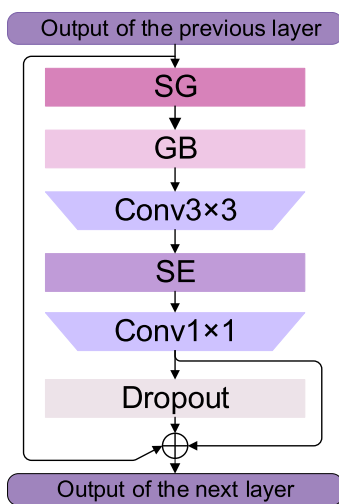 Output of the previous layer
SG
GB
Conv3×3
SE
Conv1×1
Dropout
Output of the next layer